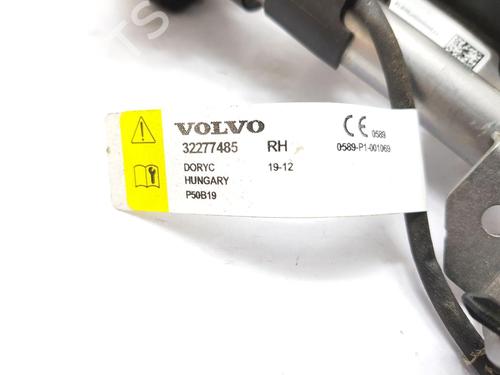 VOLVO
32277485 RH
DORYC 19-12
HUNGARY
P50B19
CE 0589
0589-P1-001069